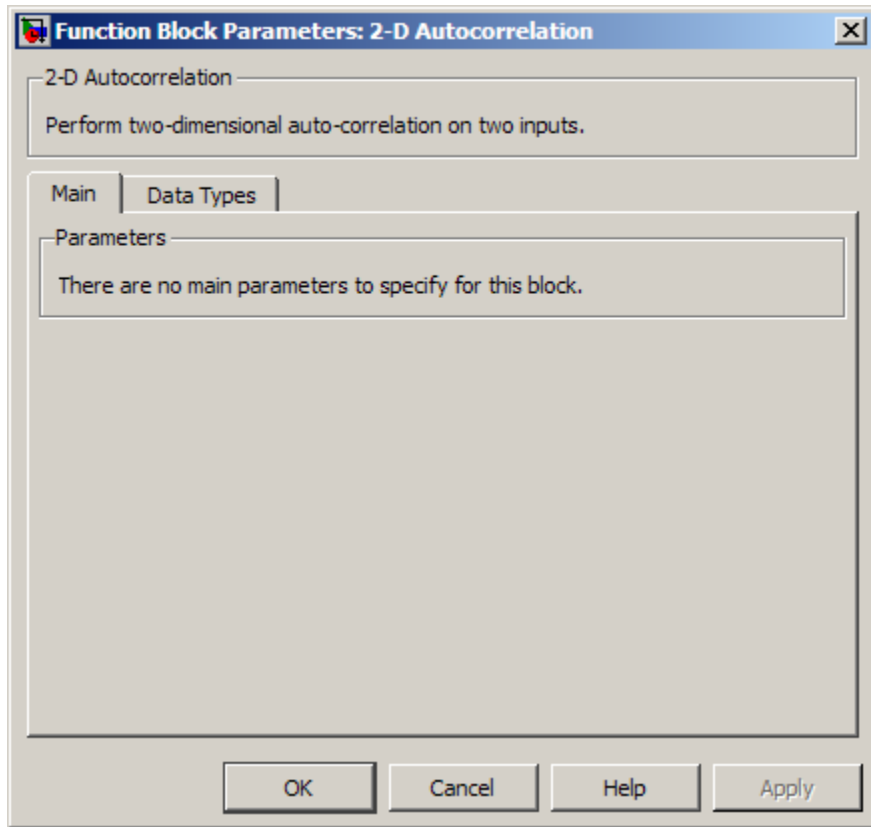 Function Block Parameters: 2-D Autocorrelation
2-D Autocorrelation
Perform two-dimensional auto-correlation on two inputs.
Main
Data Types
Parameters
There are no main parameters to specify for this block.
OK
Cancel
Help
Apply